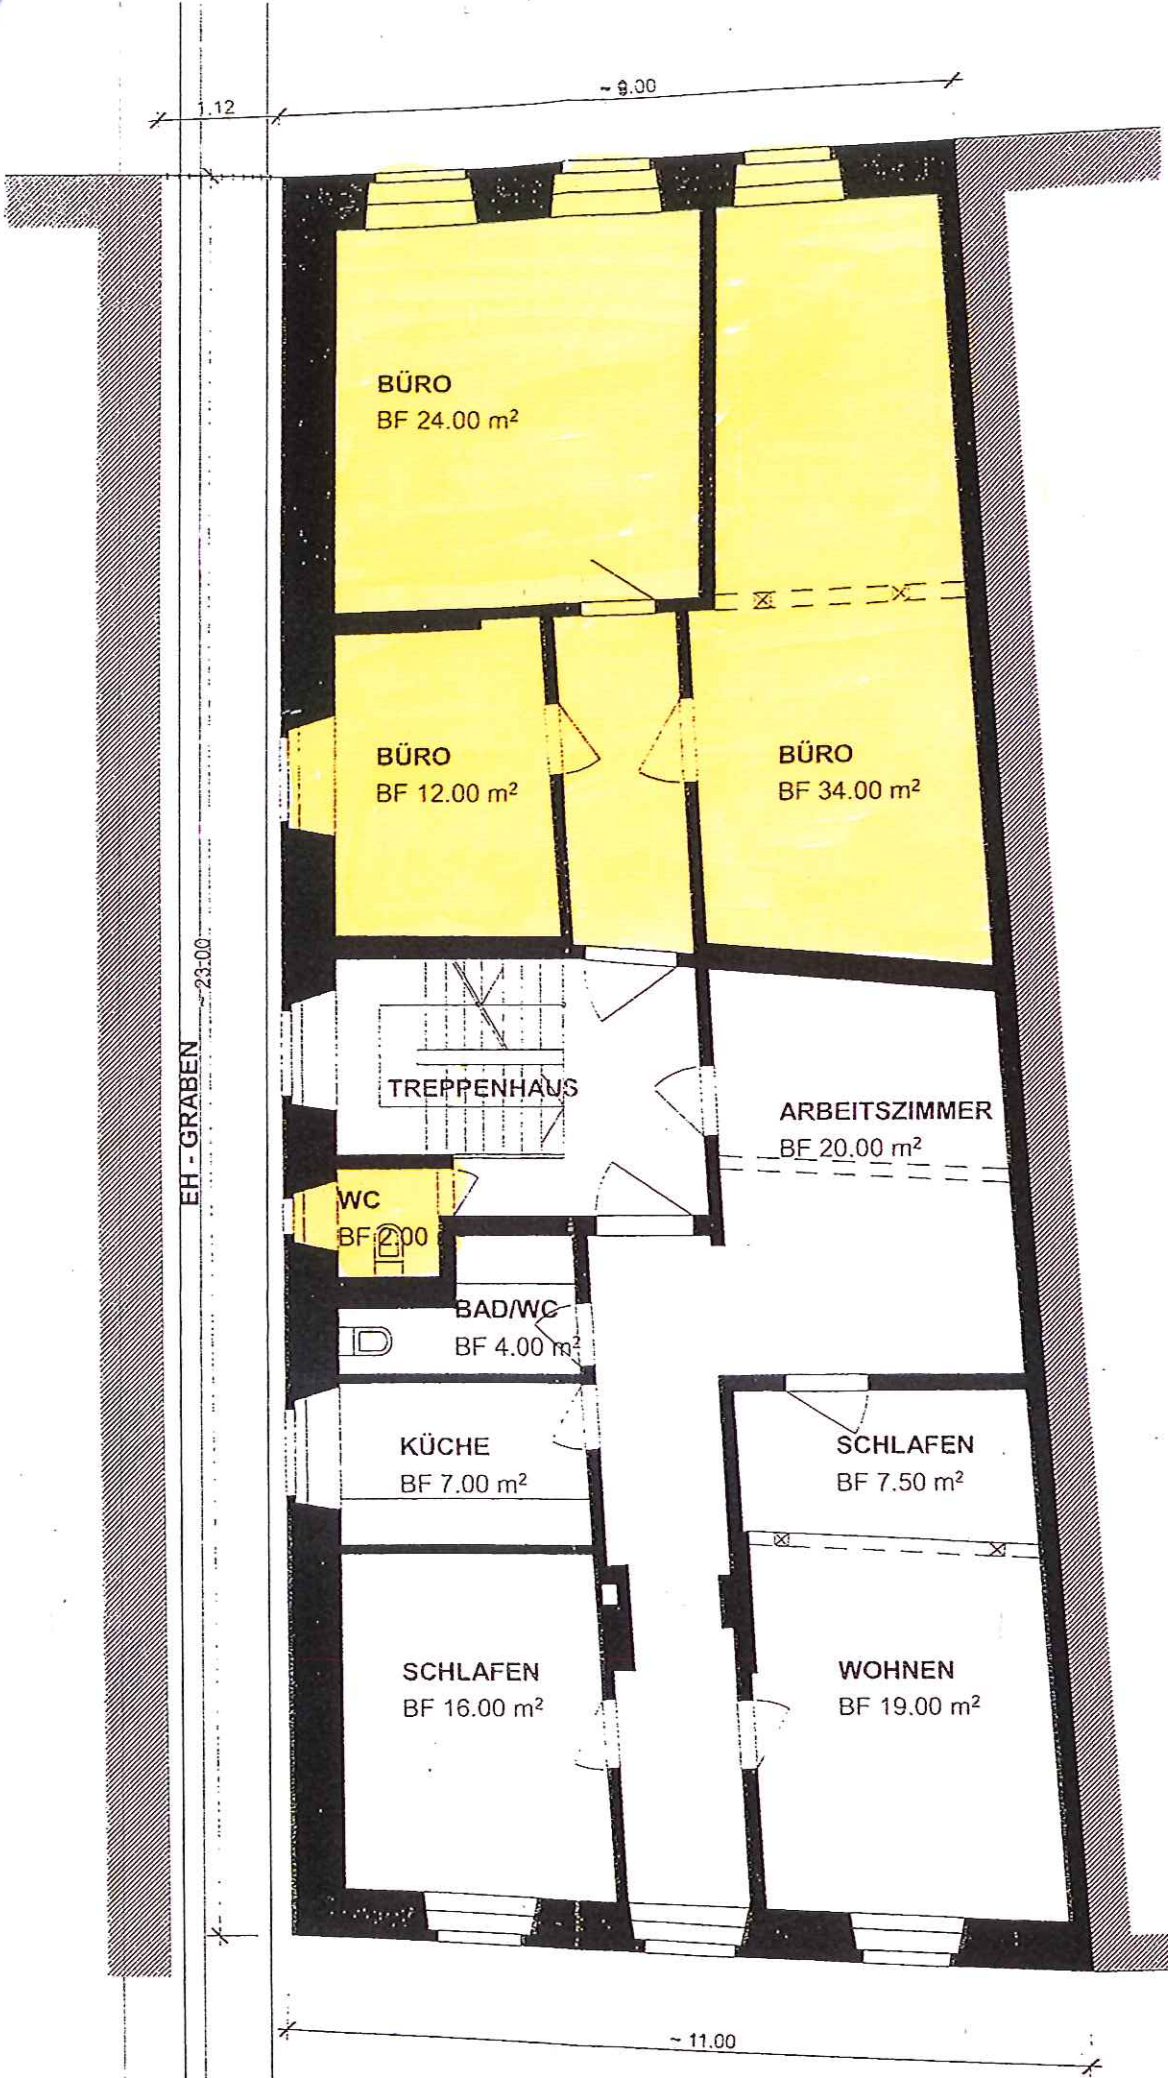 1.12
~ 9.00
BÜRO
BF 24.00 m²
BÜRO
BF 12.00 m²
BÜRO
BF 34.00 m²
~ 23.00
EH - GRABEN
TREPPENHAUS
ARBEITSZIMMER
BF 20.00 m²
WC
BF 2.00
BAD/WC
BF 4.00 m²
KÜCHE
BF 7.00 m²
SCHLAFEN
BF 7.50 m²
SCHLAFEN
BF 16.00 m²
WOHNEN
BF 19.00 m²
~ 11.00